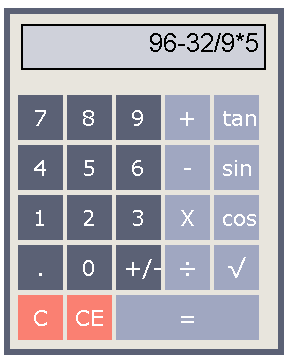 96-32/9*5
7 8 9 + tan
4 5 6 - sin
1 2 3 X cos
. 0 +/- ÷ √
C CE =